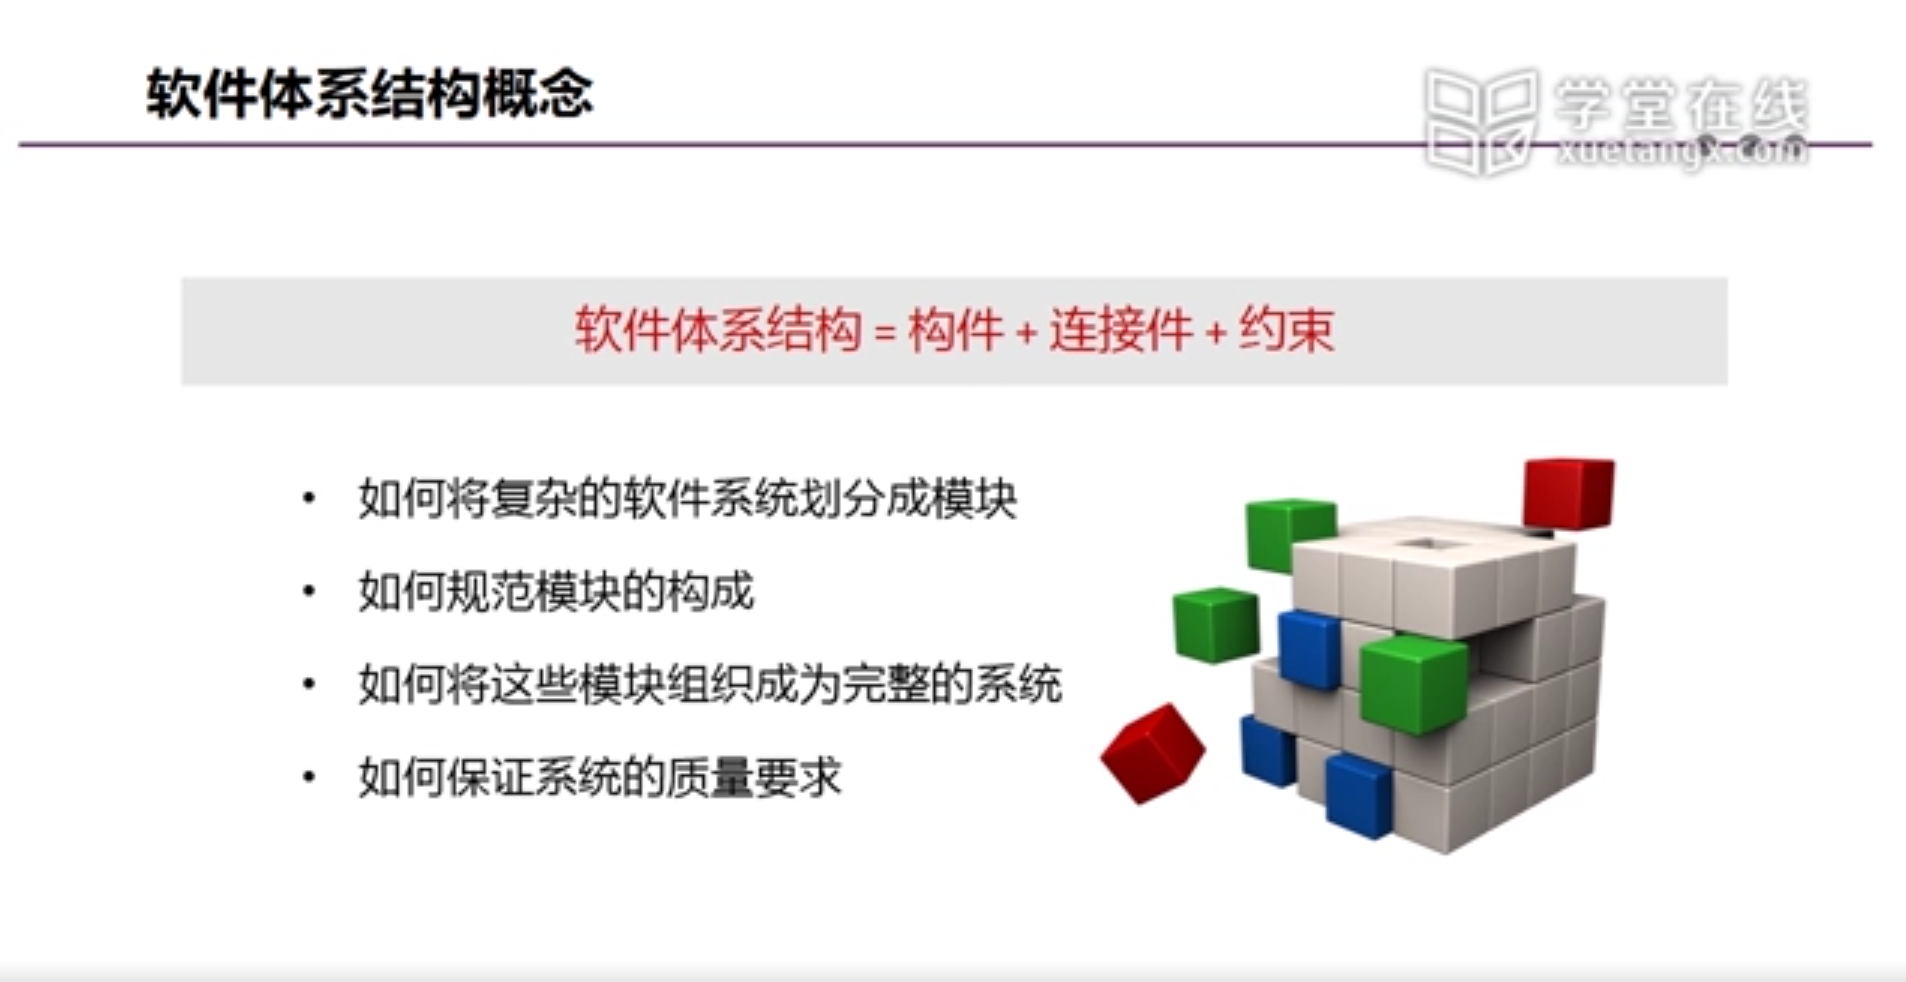 软件体系结构概念
学堂在线
xuetangx.com
软件体系结构 = 构件 + 连接件 + 约束
• 如何将复杂的软件系统划分成模块
• 如何规范模块的构成
• 如何将这些模块组织成为完整的系统
• 如何保证系统的质量要求